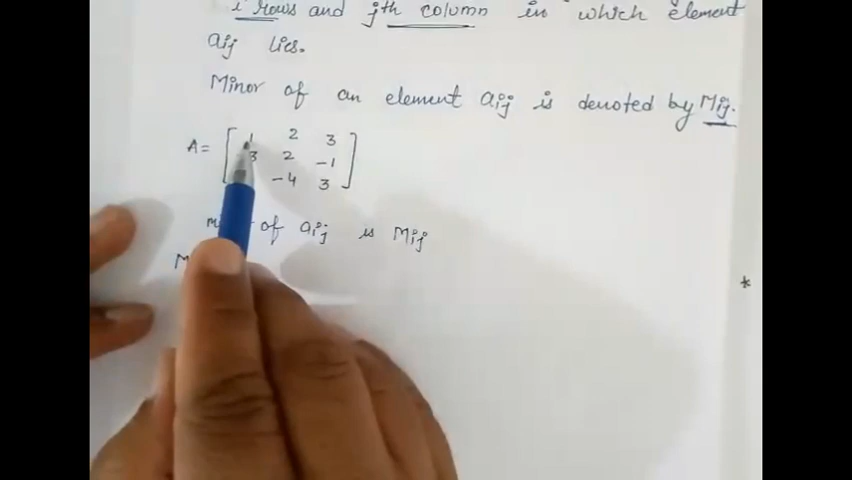 i rows and jth column in which element
aij lies.
Minor of an element aij is denoted by Mij.
A = [ 1 2 3
3 2 -1
-4 3 ]
of aij is Mij
M
*